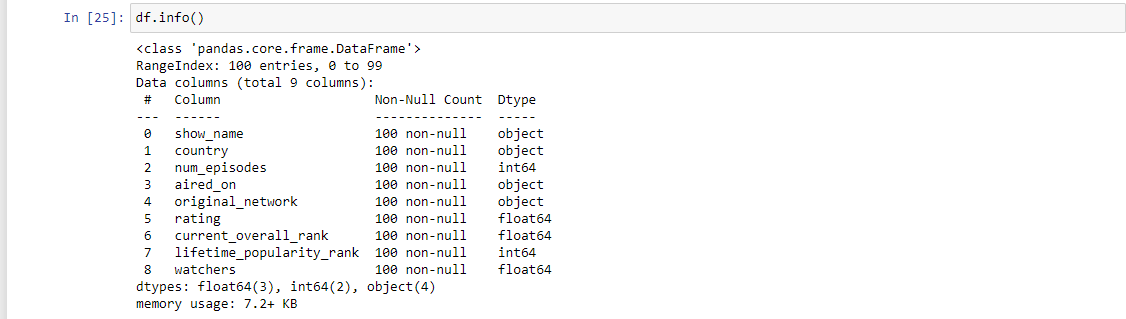 In [25]: df.info()
<class 'pandas.core.frame.DataFrame'>
RangeIndex: 100 entries, 0 to 99
Data columns (total 9 columns):
 #   Column                   Non-Null Count  Dtype
---  ------                   --------------  -----
 0   show_name                100 non-null    object
 1   country                  100 non-null    object
 2   num_episodes             100 non-null    int64
 3   aired_on                 100 non-null    object
 4   original_network         100 non-null    object
 5   rating                   100 non-null    float64
 6   current_overall_rank     100 non-null    float64
 7   lifetime_popularity_rank 100 non-null    int64
 8   watchers                 100 non-null    float64
dtypes: float64(3), int64(2), object(4)
memory usage: 7.2+ KB